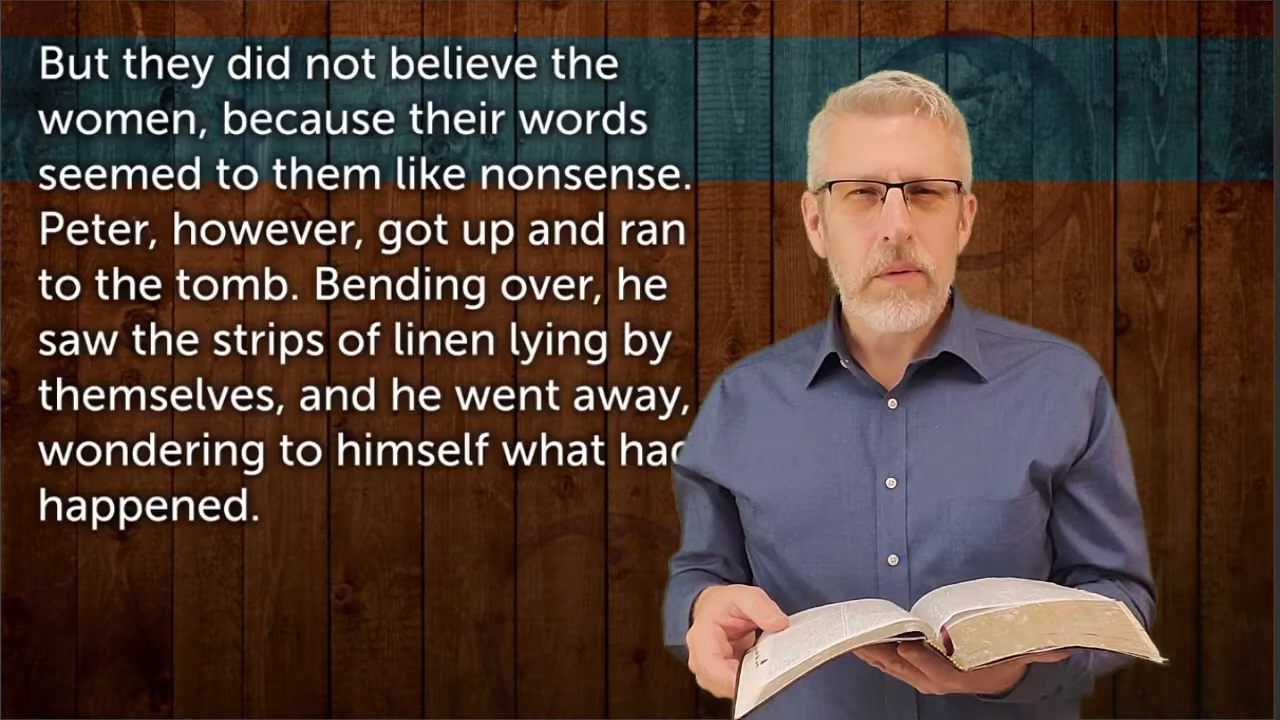 But they did not believe the
women, because their words
seemed to them like nonsense.
Peter, however, got up and ran
to the tomb. Bending over, he
saw the strips of linen lying by
themselves, and he went away,
wondering to himself what had
happened.